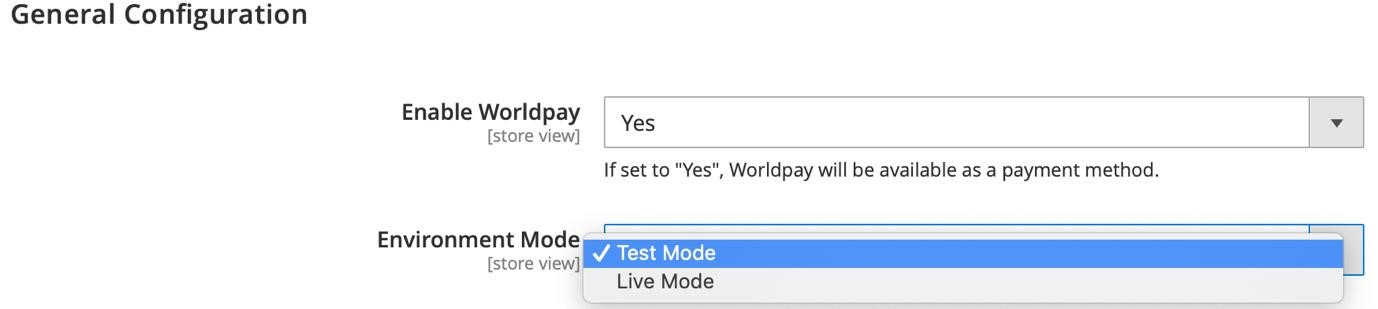 General Configuration
Enable Worldpay
[store view]
Yes
If set to "Yes", Worldpay will be available as a payment method.
Environment Mode
[store view]
Test Mode
Live Mode